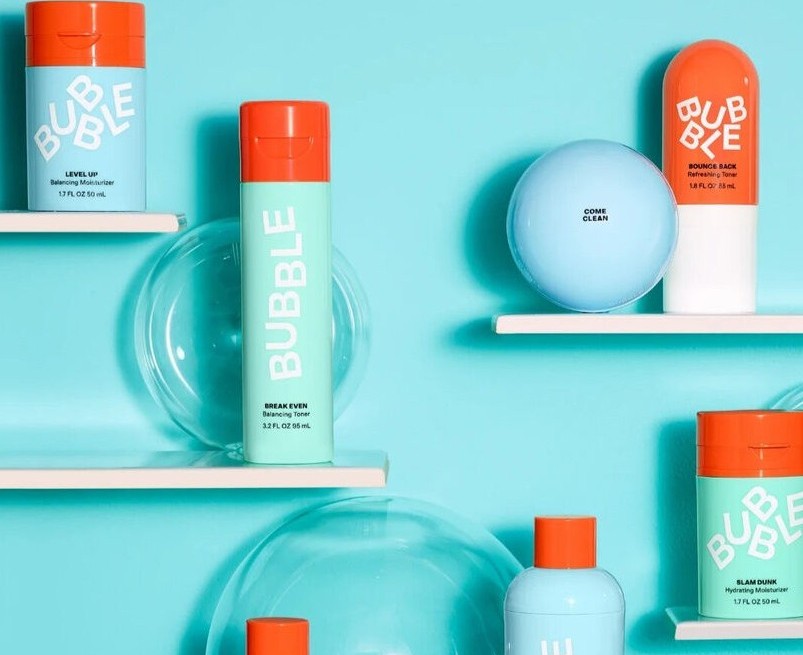 BUBBLE
LEVEL UP
Balancing Moisturizer
1.7 FL OZ 50 mL
BUBBLE
BREAK EVEN
Balancing Toner
3.2 FL OZ 95 mL
COME
CLEAN
BUBBLE
BOUNCE BACK
Refreshing Toner
1.8 FL OZ 53 mL
BUBBLE
SLAM DUNK
Hydrating Moisturizer
1.7 FL OZ 50 mL
E